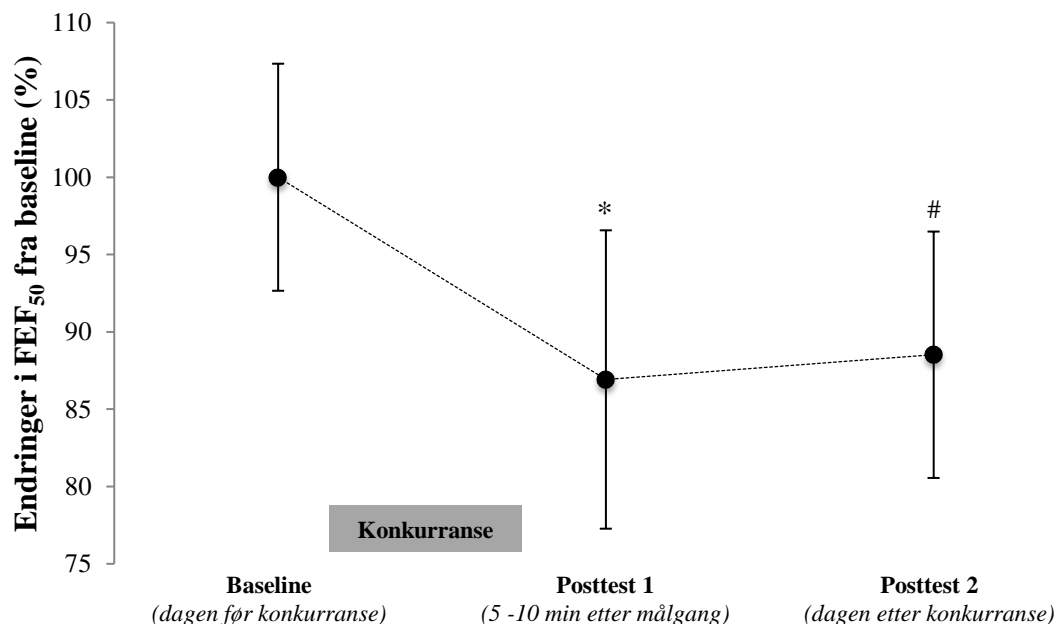 Endringer i FEF₅₀ fra baseline (%)
110
105
100
95
90
85
80
75
*
#
Konkurranse
Baseline
(dagen før konkurranse)
Posttest 1
(5 -10 min etter målgang)
Posttest 2
(dagen etter konkurranse)